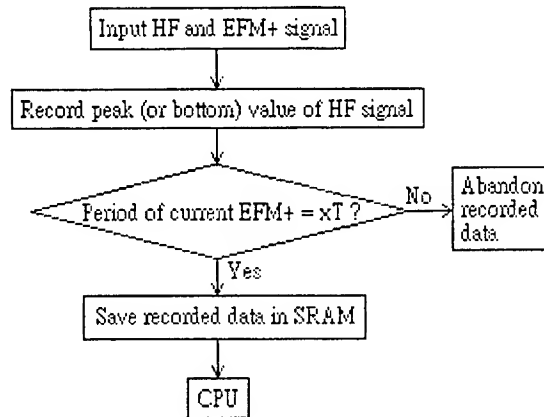 Input HF and EFM+ signal
Record peak (or bottom) value of HF signal
Period of current EFM+ = xT ?
No
Abandon
recorded
data
Yes
Save recorded data in SRAM
CPU